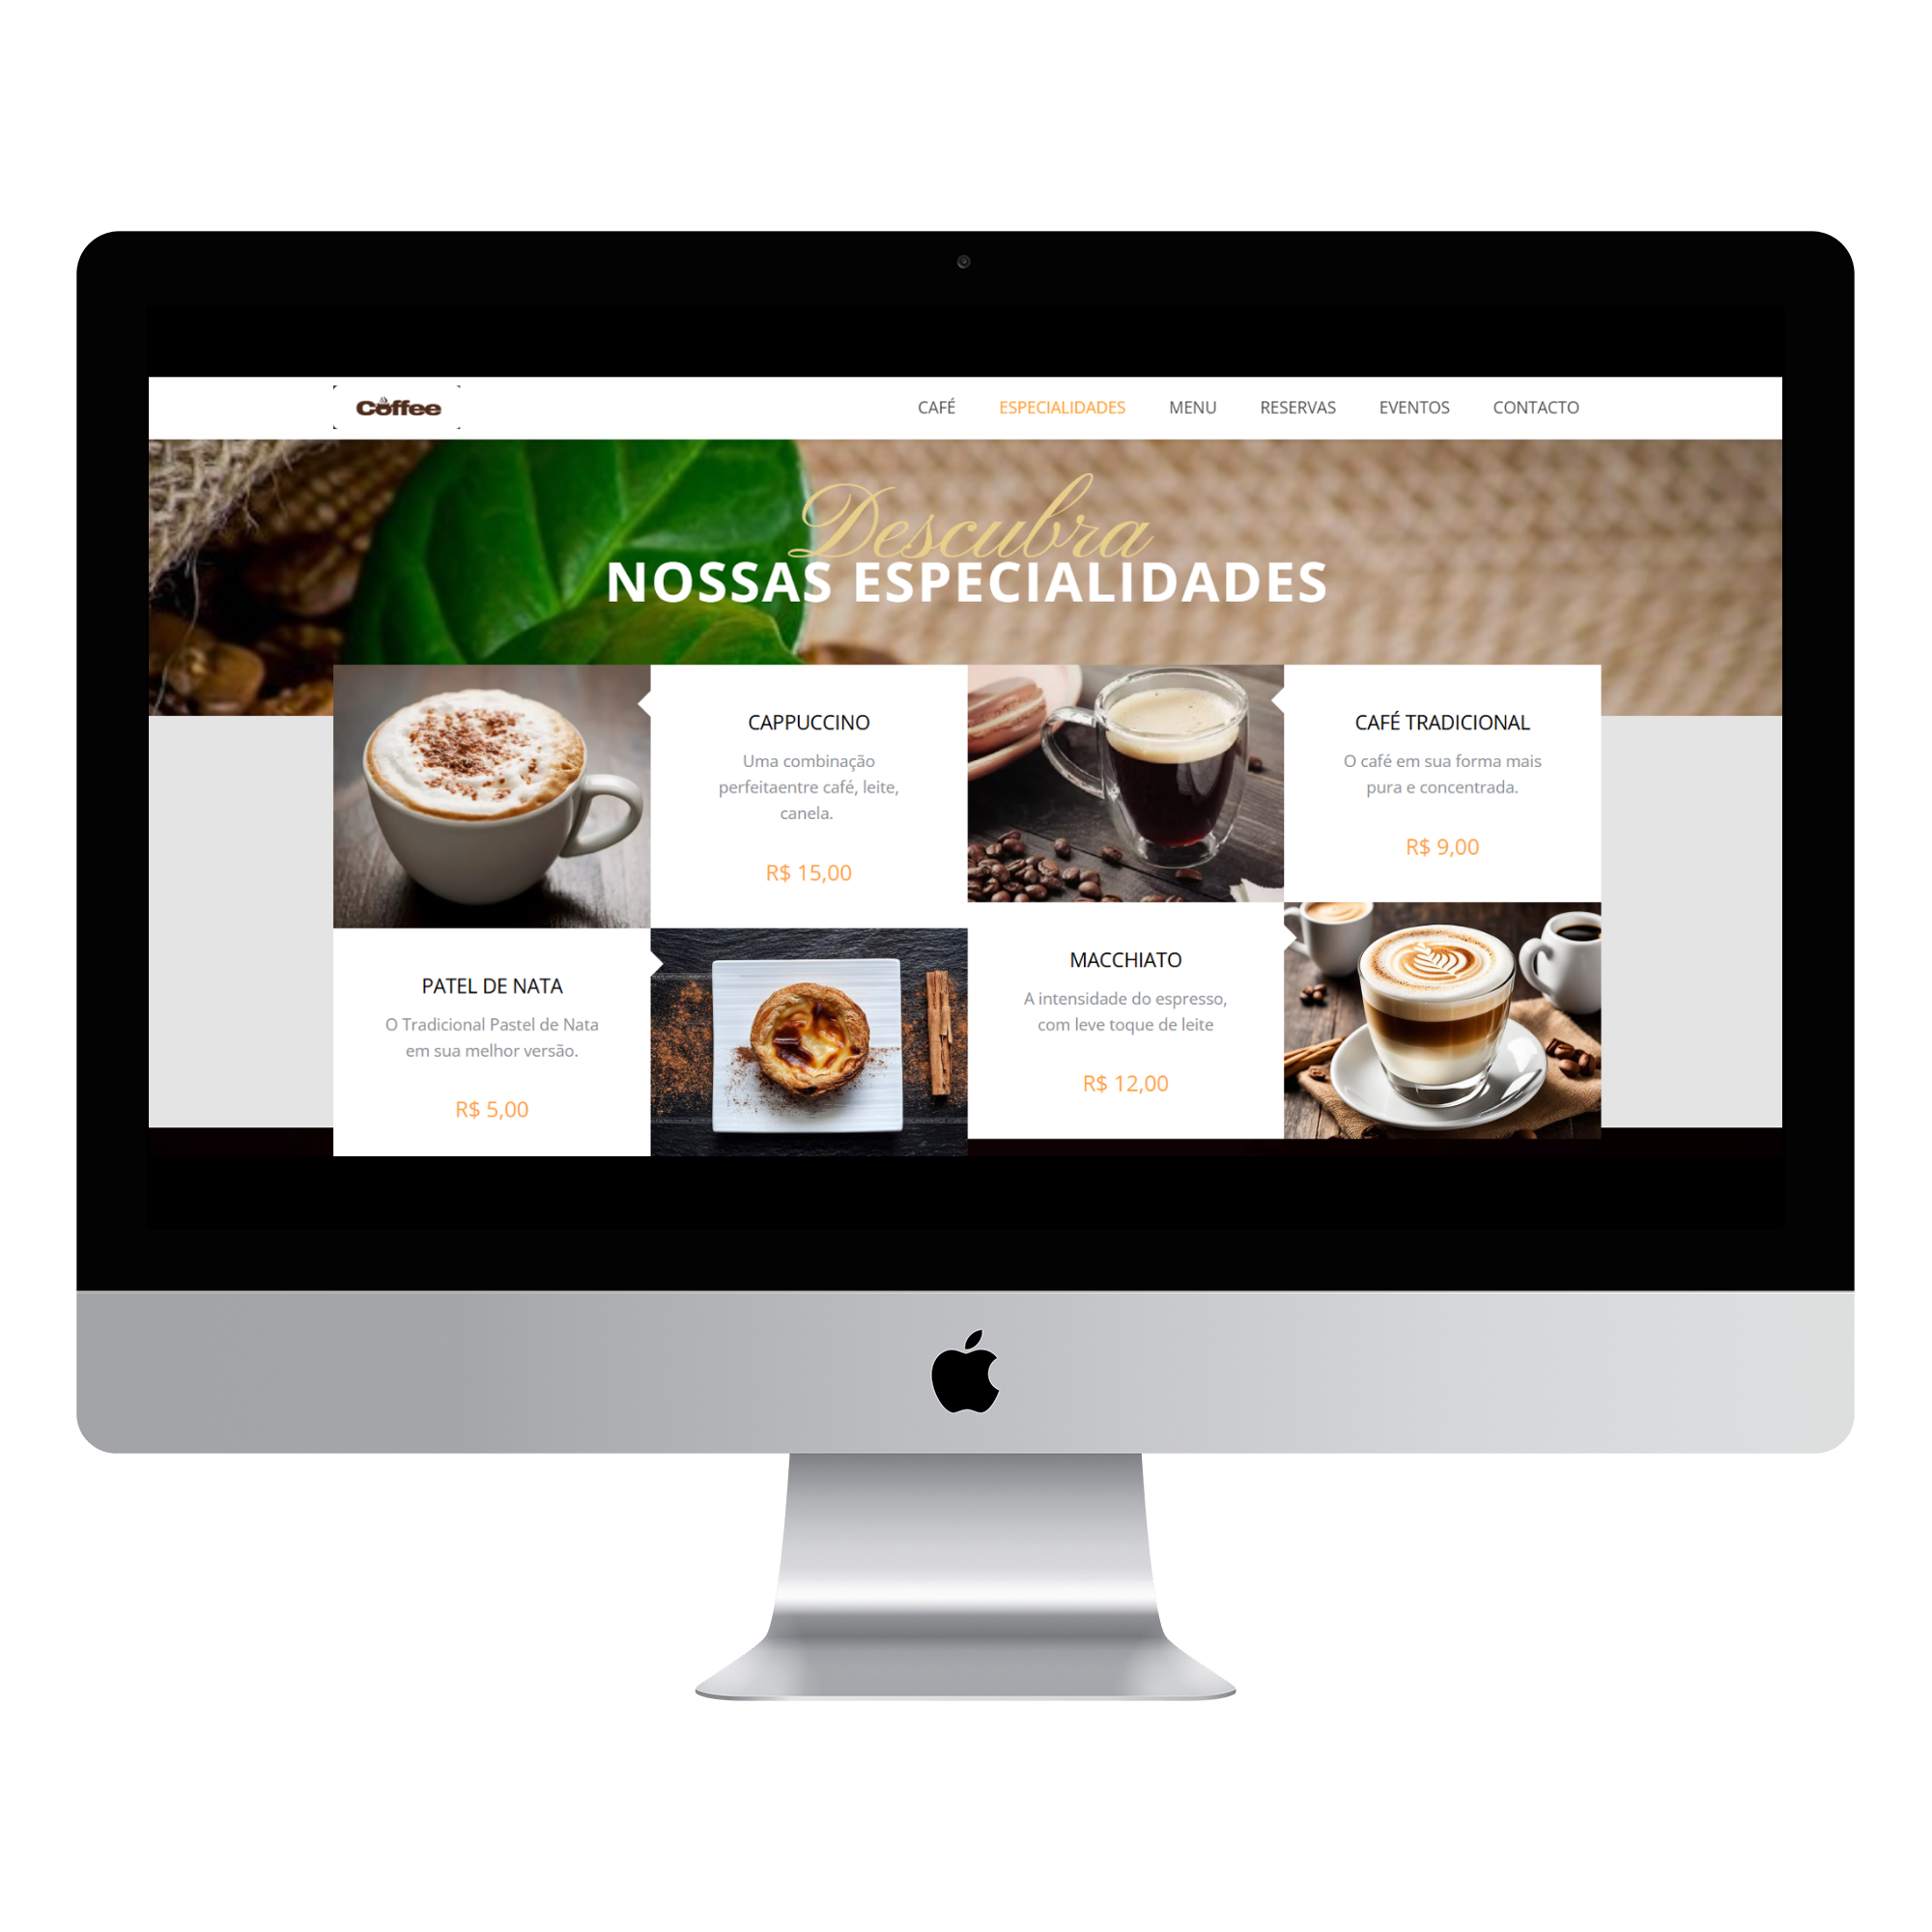 Coffee
CAFÉ ESPECIALIDADES MENU RESERVAS EVENTOS CONTACTO
Descubra
NOSSAS ESPECIALIDADES
CAPPUCCINO
Uma combinação
perfeitaentre café, leite,
canela.
R$ 15,00
CAFÉ TRADICIONAL
O café em sua forma mais
pura e concentrada.
R$ 9,00
PATEL DE NATA
O Tradicional Pastel de Nata
em sua melhor versão.
R$ 5,00
MACCHIATO
A intensidade do espresso,
com leve toque de leite
R$ 12,00